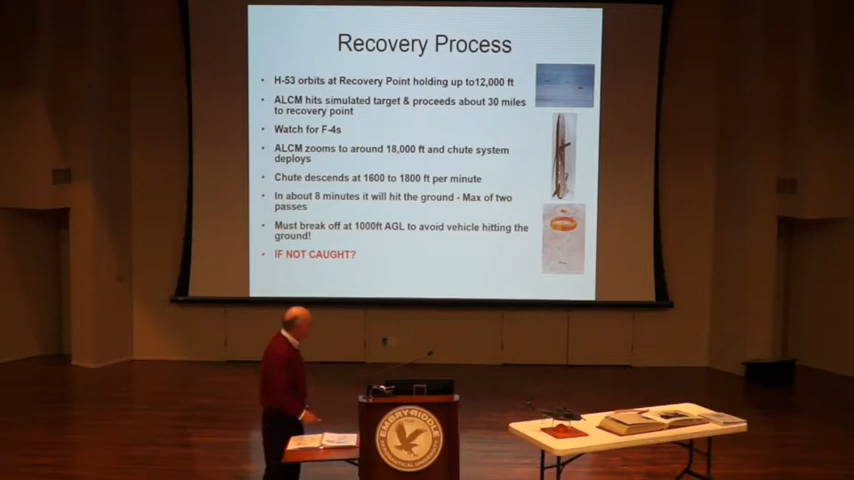 Recovery Process
• H-53 orbits at Recovery Point holding up to12,000 ft
• ALCM hits simulated target & proceeds about 30 miles
to recovery point
• Watch for F-4s
• ALCM zooms to around 18,000 ft and chute system
deploys
• Chute descends at 1600 to 1800 ft per minute
• In about 8 minutes it will hit the ground - Max of two
passes
• Must break off at 1000ft AGL to avoid vehicle hitting the
ground!
• IF NOT CAUGHT?
EMBRY-RIDDLE
AERONAUTICAL UNIVERSITY